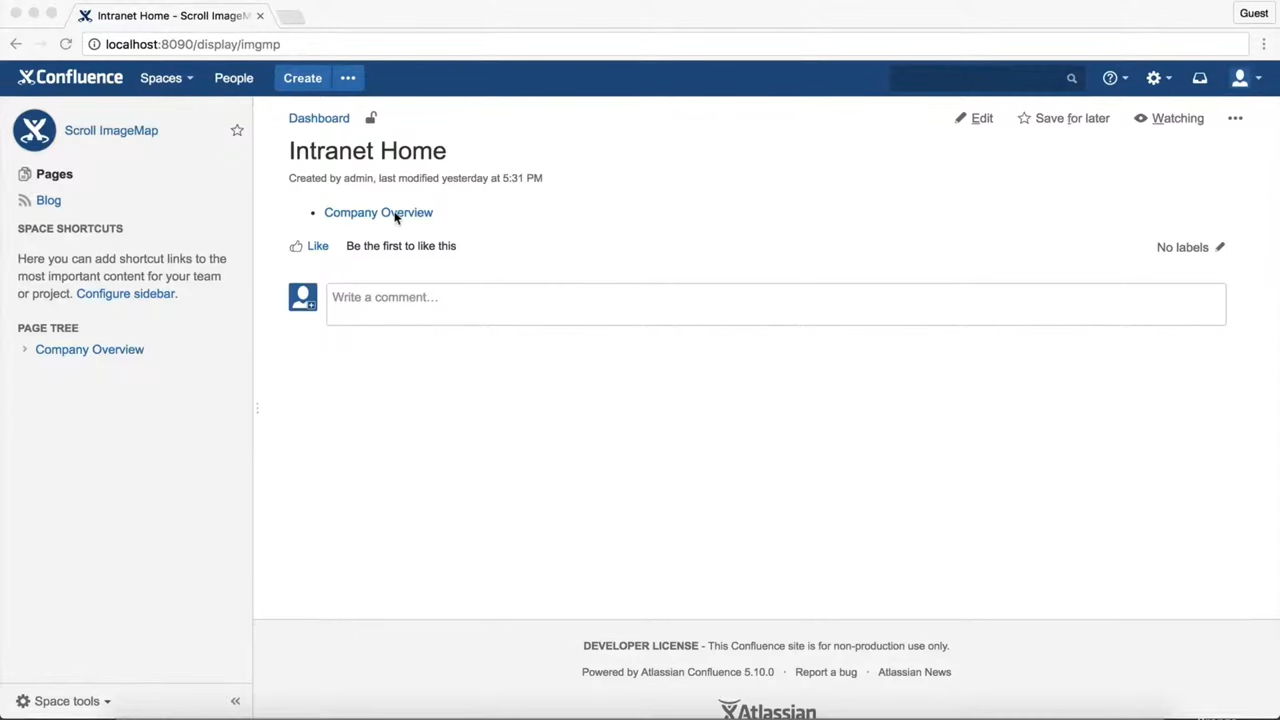 Intranet Home - Scroll ImageM
Guest
localhost:8090/display/imgmp
Confluence Spaces People Create
Scroll ImageMap
Pages
Blog
SPACE SHORTCUTS
Here you can add shortcut links to the
most important content for your team
or project. Configure sidebar.
PAGE TREE
Company Overview
Space tools
Dashboard
Edit Save for later Watching
Intranet Home
Created by admin, last modified yesterday at 5:31 PM
Company Overview
Like Be the first to like this
No labels
Write a comment…
DEVELOPER LICENSE - This Confluence site is for non-production use only.
Powered by Atlassian Confluence 5.10.0 · Report a bug · Atlassian News
Atlassian